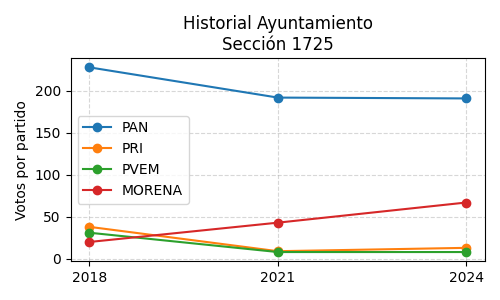 Historial Ayuntamiento
Sección 1725
Votos por partido
200
150
100
50
0
PAN
PRI
PVEM
MORENA
2018
2021
2024